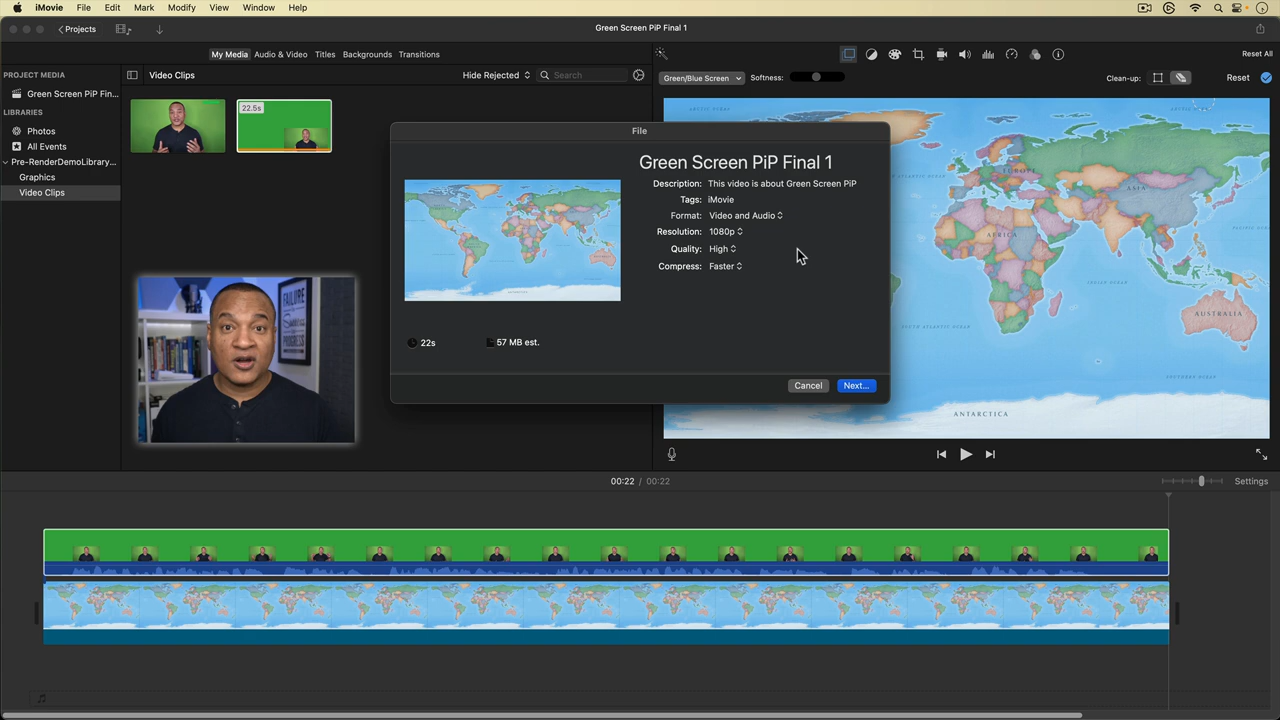 iMovie File Edit Mark Modify View Window Help
Green Screen PiP Final 1
Projects
My Media Audio & Video Titles Backgrounds Transitions
Reset All
PROJECT MEDIA
Green Screen PiP Fin...
LIBRARIES
Photos
All Events
Pre-RenderDemoLibrary...
Graphics
Video Clips
Video Clips
Hide Rejected
Search
22.5s
Green/Blue Screen
Softness:
Clean-up:
Reset
File
Green Screen PiP Final 1
Description: This video is about Green Screen PiP
Tags: iMovie
Format: Video and Audio
Resolution: 1080p
Quality: High
Compress: Faster
22s
57 MB est.
Cancel
Next...
FAILURE
EUROPE
ASIA
AFRICA
AUSTRALIA
INDIAN OCEAN
ANTARCTICA
00:22 / 00:22
Settings